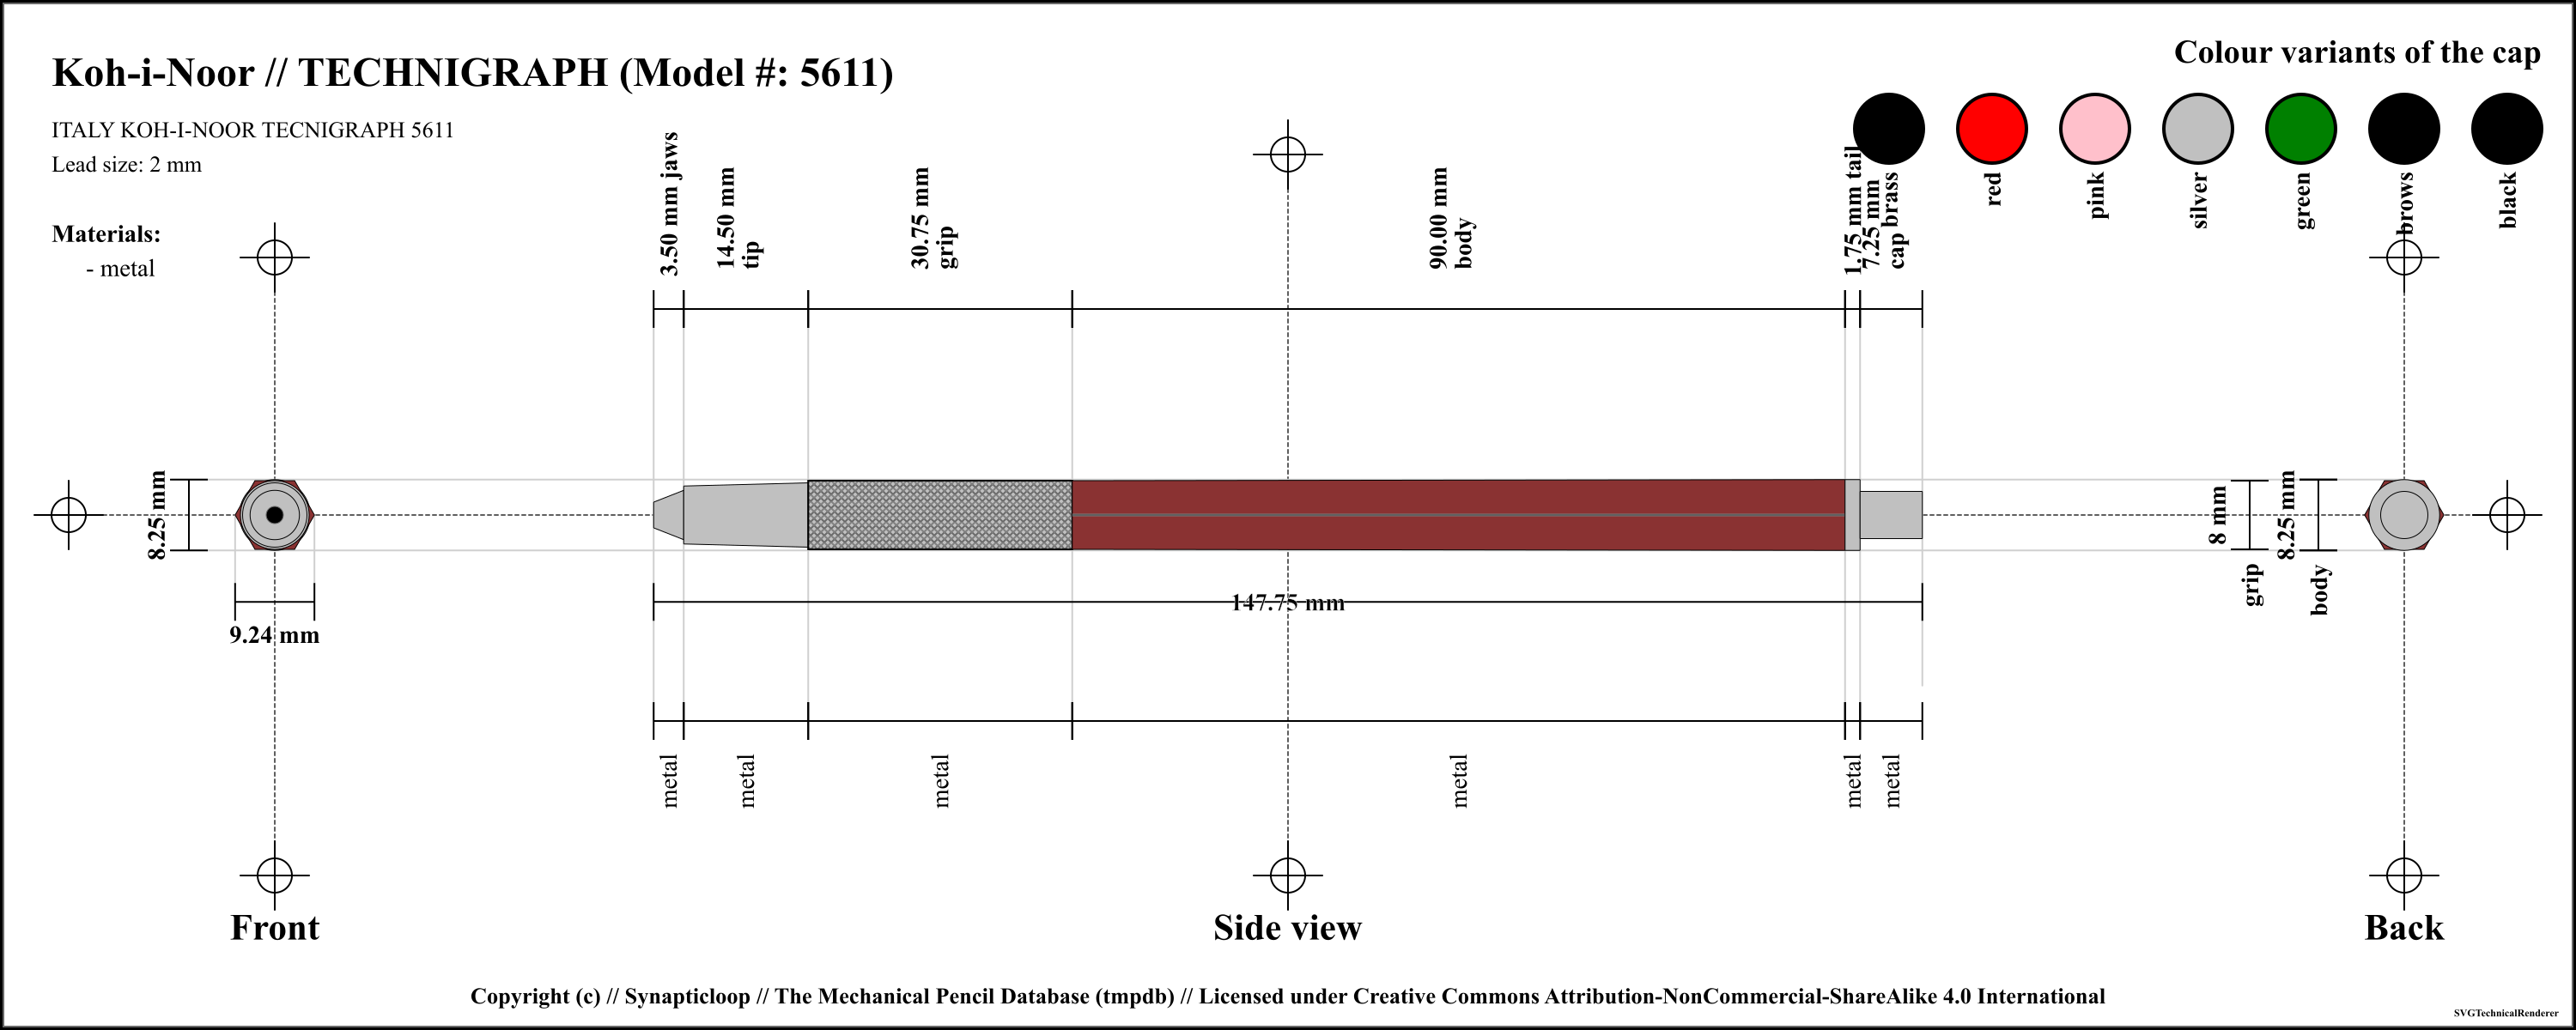 Koh-i-Noor // TECHNIGRAPH (Model #: 5611)
ITALY KOH-I-NOOR TECNIGRAPH 5611
Lead size: 2 mm
Materials:
- metal
Colour variants of the cap
brass
red
pink
silver
green
brows
black
3.50 mm jaws
14.50 mm
tip
30.75 mm
grip
90.00 mm
body
1.75 mm tail
7.25 mm
cap
8.25 mm
9.24 mm
147.75 mm
8 mm
grip
8.25 mm
body
metal
metal
metal
metal
metal
metal
Front
Side view
Back
Copyright (c) // Synapticloop // The Mechanical Pencil Database (tmpdb) // Licensed under Creative Commons Attribution-NonCommercial-ShareAlike 4.0 International
SVGTechnicalRenderer